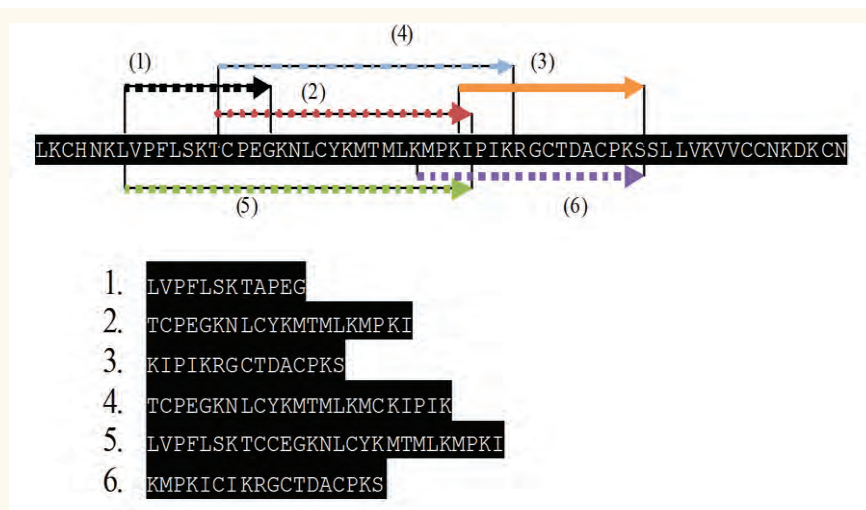 (4)
(1) (3)
(2)
LKCHNKLVPFLSKTCPEGKNLCYKMTMLKMPKIPIKRGCTDACPKSSLLVKVVCCNKDKCN
(5) (6)
1. LVPFLSKTAPEG
2. TCPEGKNLCYKMTMLKMPKI
3. KIPIKRGCTDACPKS
4. TCPEGKNLCYKMTMLKMCKIPIK
5. LVPFLSKTCCEGKNLCYKMTMLKMPKI
6. KMPKICIKRGCTDACPKS